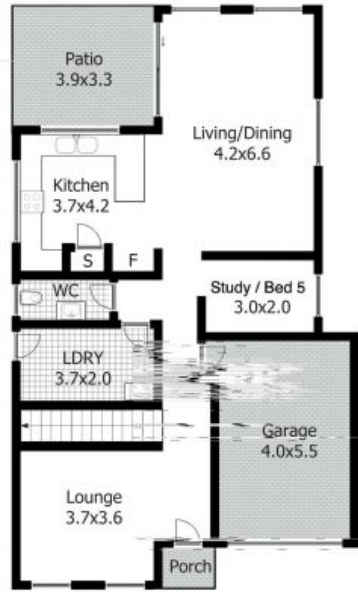 Patio
3.9x3.3
Living/Dining
4.2x6.6
Kitchen
3.7x4.2
S
F
WC
Study / Bed 5
3.0x2.0
LDRY
3.7x2.0
Garage
4.0x5.5
Lounge
3.7x3.6
Porch